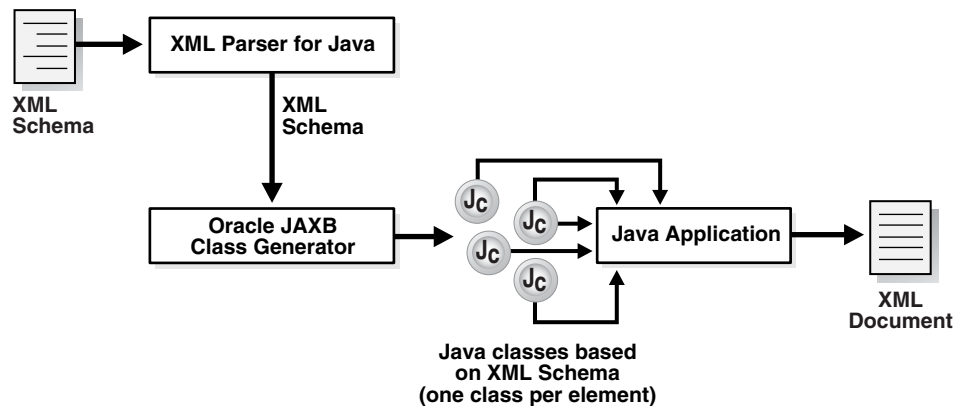 XML Parser for Java
XML
Schema
XML
Schema
Oracle JAXB
Class Generator
Jc
Jc
Jc
Jc
Java Application
XML
Document
Java classes based
on XML Schema
(one class per element)